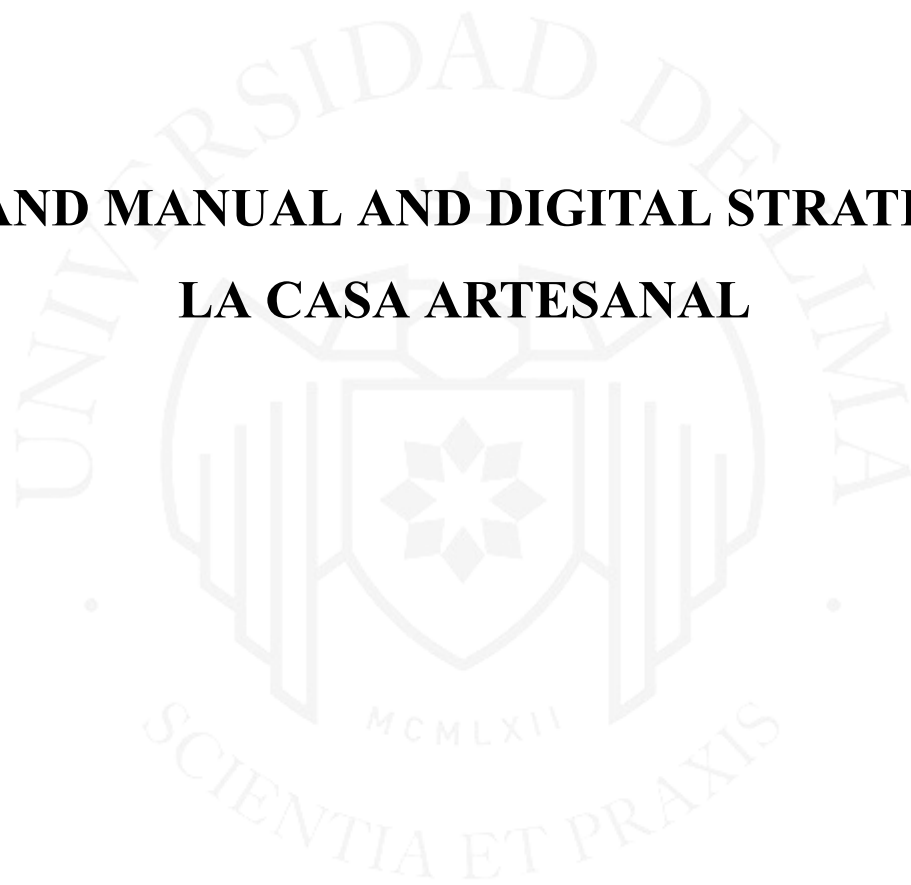 UNIVERSIDAD DE LIMA
AND MANUAL AND DIGITAL STRAT
LA CASA ARTESANAL
MCMLXII
SCIENTIA ET PRAXIS